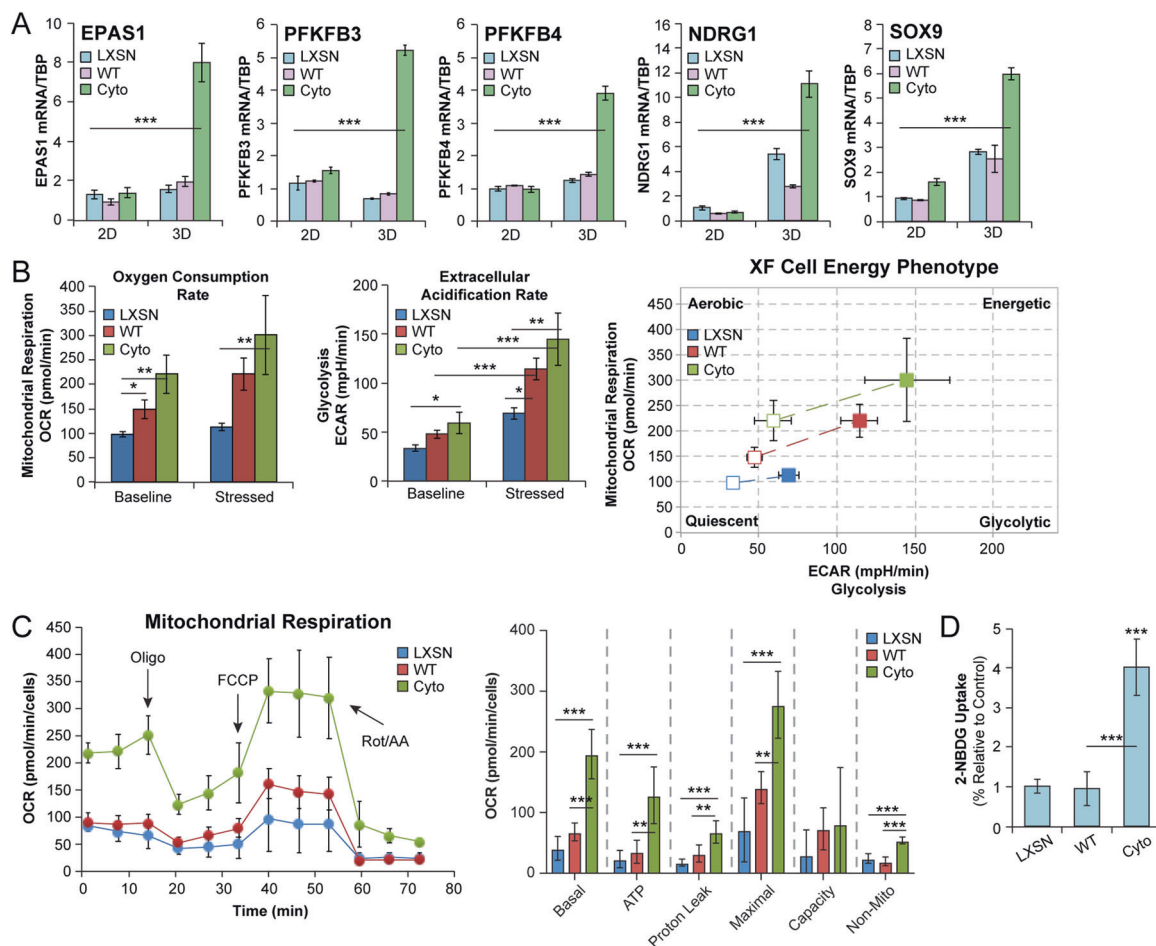 A
EPAS1
LXSN
WT
Cyto
EPAS1 mRNA/TBP
10
8
6
4
2
0
***
2D
3D
PFKFB3
LXSN
WT
Cyto
PFKFB3 mRNA/TBP
6
5
4
3
2
1
0
***
2D
3D
PFKFB4
LXSN
WT
Cyto
PFKFB4 mRNA/TBP
6
5
4
3
2
1
0
***
2D
3D
NDRG1
LXSN
WT
Cyto
NDRG1 mRNA/TBP
16
14
12
10
8
6
4
2
0
***
2D
3D
SOX9
LXSN
WT
Cyto
SOX9 mRNA/TBP
8
7
6
5
4
3
2
1
0
***
2D
3D
B
Oxygen Consumption
Rate
LXSN
WT
Cyto
Mitochondrial Respiration
OCR (pmol/min)
400
350
300
250
200
150
100
50
0
**
*
**
Baseline
Stressed
Extracellular
Acidification Rate
LXSN
WT
Cyto
Glycolysis
ECAR (mpH/min)
200
150
100
50
0
**
***
***
*
*
Baseline
Stressed
XF Cell Energy Phenotype
Aerobic
Energetic
LXSN
WT
Cyto
Mitochondrial Respiration
OCR (pmol/min)
450
400
350
300
250
200
150
100
50
0
Quiescent
Glycolytic
0
50
100
150
200
ECAR (mpH/min)
Glycolysis
C
Mitochondrial Respiration
LXSN
WT
Cyto
Oligo
FCCP
Rot/AA
OCR (pmol/min/cells)
450
400
350
300
250
200
150
100
50
0
0
10
20
30
40
50
60
70
80
Time (min)
LXSN
WT
Cyto
OCR (pmol/min/cells)
400
300
200
100
0
***
***
***
**
***
**
***
**
***
***
Basal
ATP
Proton Leak
Maximal
Capacity
Non-Mito
D
2-NBDG Uptake
(% Relative to Control)
6
5
4
3
2
1
0
***
***
LXSN
WT
Cyto